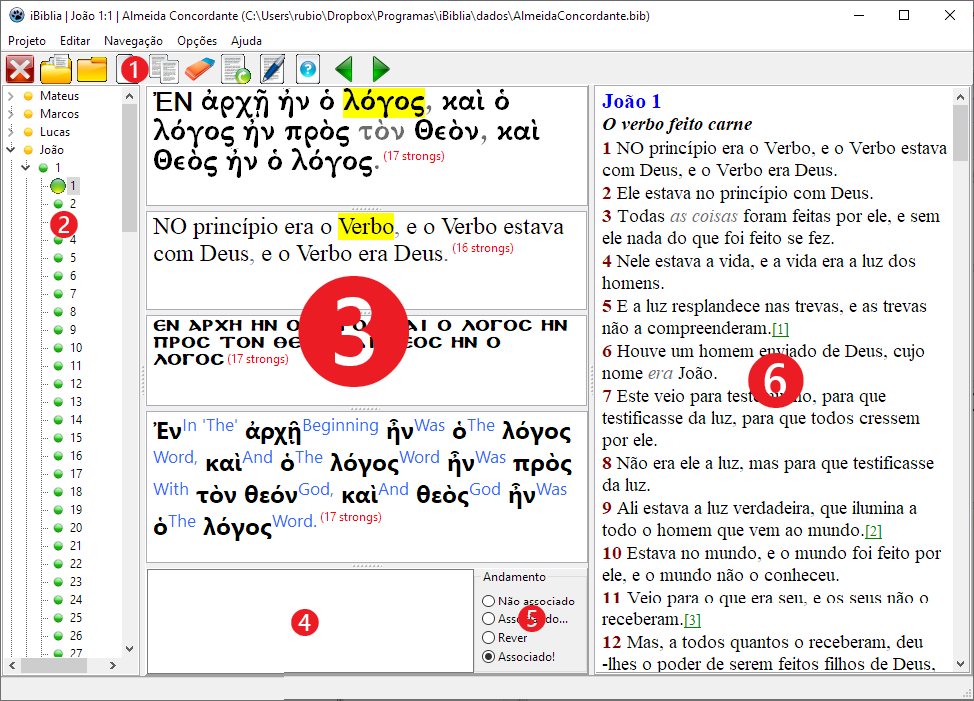 iBiblia | João 1:1 | Almeida Concordante (C:\Users\rubio\Dropbox\Programas\iBiblia\dados\AlmeidaConcordante.bib)
Projeto Editar Navegação Opções Ajuda
1
Mateus
Marcos
Lucas
João
1
1
2
2
4
5
6
7
8
9
10
11
12
13
14
15
16
17
18
19
20
21
22
23
24
25
26
27
ἘΝ ἀρχῇ ἦν ὁ λόγος, καὶ ὁ
λόγος ἦν πρὸς τὸν Θεὸν, καὶ
Θεὸς ἦν ὁ λόγος. (17 strongs)
NO princípio era o Verbo, e o Verbo estava
com Deus, e o Verbo era Deus. (16 strongs)
3
ΕΝ ΑΡΧΗ ΗΝ Ο Ο ΛΟΓΟC ΗΝ
ΠΡΟC ΤΟΝ ΗΝ Ο
ΛΟΓΟC (17 strongs)
Ἐν In 'The' ἀρχῇ Beginning ἦν Was ὁ The λόγος
Word, καὶ And ὁ The λόγος Word ἦν Was πρὸς
With τὸν θεόν God, καὶ And θεὸς God ἦν Was
ὁ The λόγος Word. (17 strongs)
4
Andamento
Não associado
5
Rever
Associado!
João 1
O verbo feito carne
1 NO princípio era o Verbo, e o Verbo estava
com Deus, e o Verbo era Deus.
2 Ele estava no princípio com Deus.
3 Todas as coisas foram feitas por ele, e sem
ele nada do que foi feito se fez.
4 Nele estava a vida, e a vida era a luz dos
homens.
5 E a luz resplandece nas trevas, e as trevas
não a compreenderam.[1]
6 Houve um homem enviado de Deus, cujo
nome era João.
6
7 Este veio para para que
testificasse da luz, para que todos cressem
por ele.
8 Não era ele a luz, mas para que testificasse
da luz.
9 Ali estava a luz verdadeira, que ilumina a
todo o homem que vem ao mundo.[2]
10 Estava no mundo, e o mundo foi feito por
ele, e o mundo não o conheceu.
11 Veio para o que era seu, e os seus não o
receberam.[3]
12 Mas, a todos quantos o receberam, deu
-lhes o poder de serem feitos filhos de Deus,